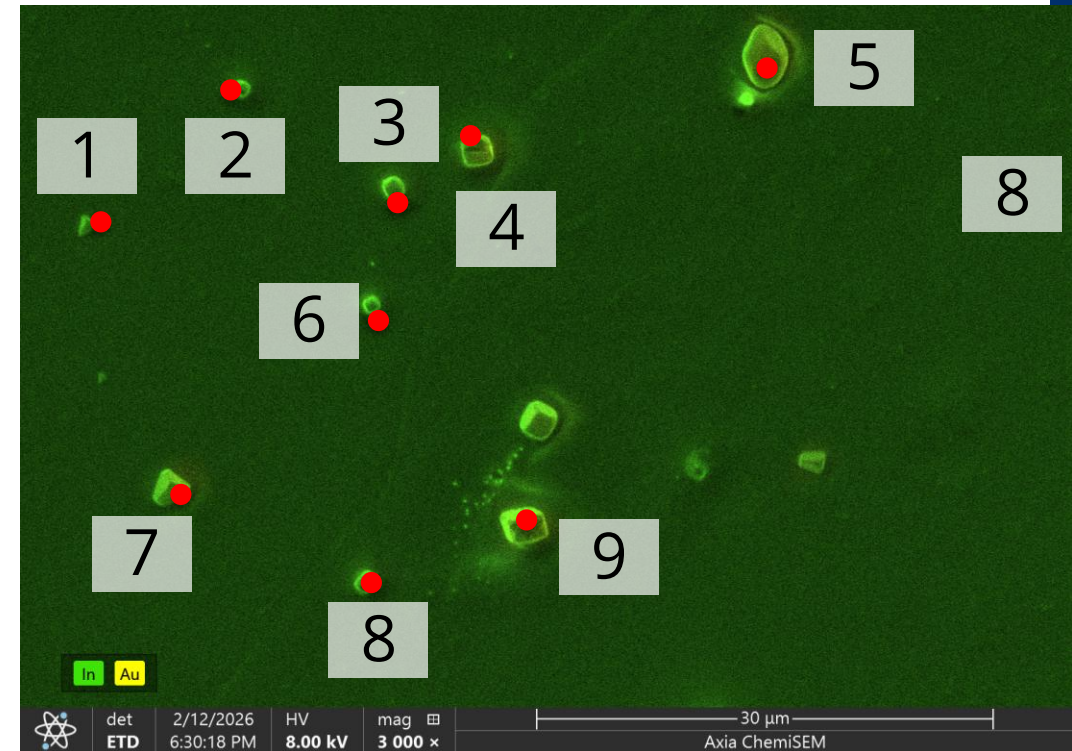 5
3
1
2
8
4
6
7
9
8
In Au
det
ETD
2/12/2026
6:30:18 PM
HV
8.00 kV
mag
3 000 ×
30 µm
Axia ChemiSEM